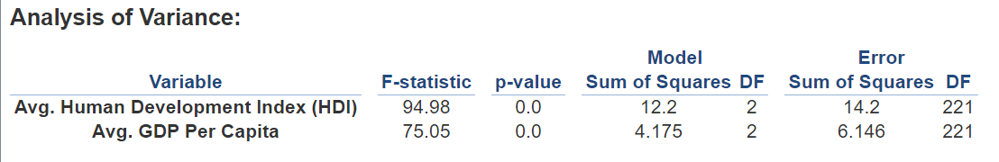 Analysis of Variance:
Model Error
Variable F-statistic p-value Sum of Squares DF Sum of Squares DF
Avg. Human Development Index (HDI) 94.98 0.0 12.2 2 14.2 221
Avg. GDP Per Capita 75.05 0.0 4.175 2 6.146 221